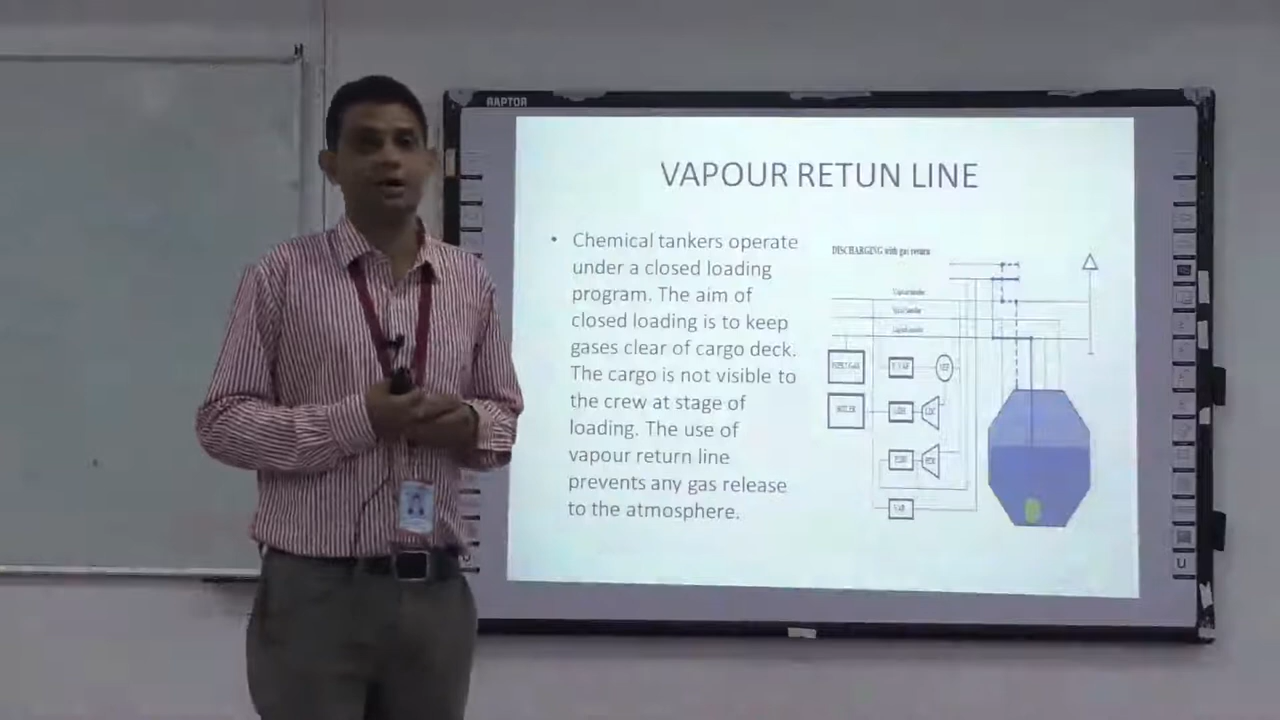 RAPTOR
VAPOUR RETUN LINE
• Chemical tankers operate
under a closed loading
program. The aim of
closed loading is to keep
gases clear of cargo deck.
The cargo is not visible to
the crew at stage of
loading. The use of
vapour return line
prevents any gas release
to the atmosphere.
DISCHARGING with gas return
U